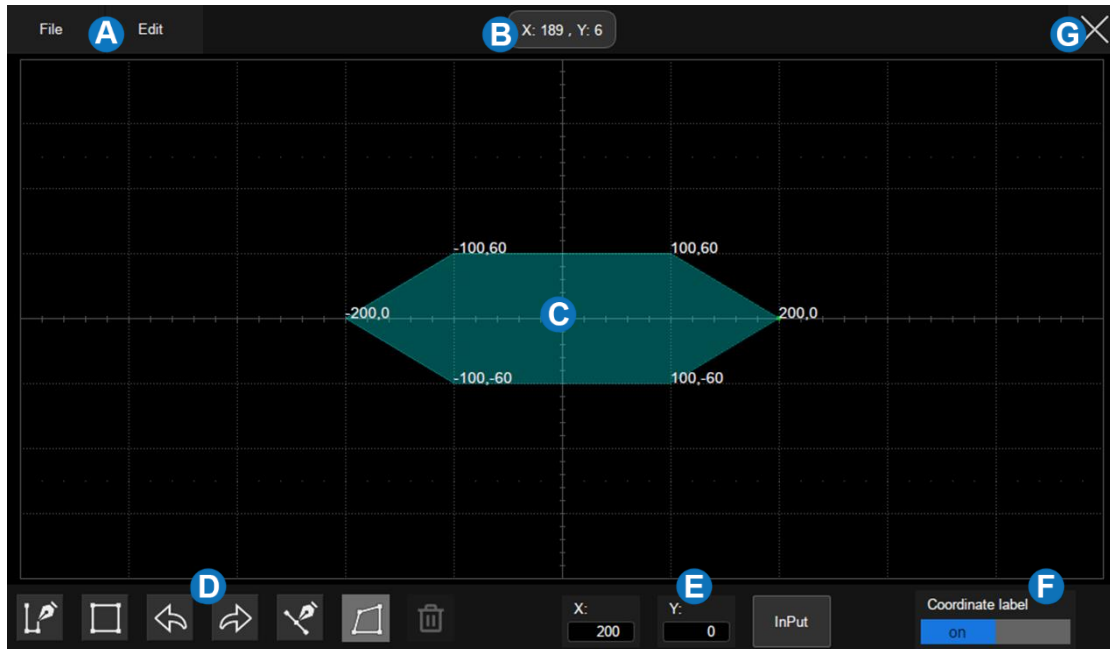 File
A
Edit
B
X: 189 , Y: 6
G
-100,60
100,60
-200,0
C
200,0
-100,-60
100,-60
D
E
F
X:
Y:
200
0
InPut
Coordinate label
on